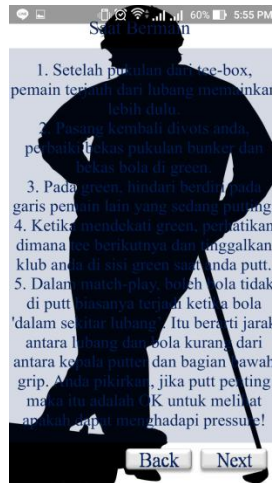 60% 5:55 PM
Saat Bermain
1. Setelah pukulan dari tee-box,
pemain terjauh dari lubang memainkan
lebih dulu.
2. Pasang kembali divots anda,
perbaiki bekas pukulan bunker dan
bekas bola di green.
3. Pada green, hindari berdiri pada
garis pemain lain yang sedang putting.
4. Ketika mendekati green, perhatikan
dimana tee berikutnya dan tinggalkan
klub anda di sisi green saat anda putt.
5. Dalam match-play, boleh bola tidak
di putt biasanya terjadi ketika bola
'dalam sekitar lubang'. Itu berarti jarak
antara lubang dan bola kurang dari
antara kepala putter dan bagian bawah
grip. Anda pikirkan, jika putt penting
maka itu adalah OK untuk melihat
apakah dapat menghadapi pressure!
Back Next